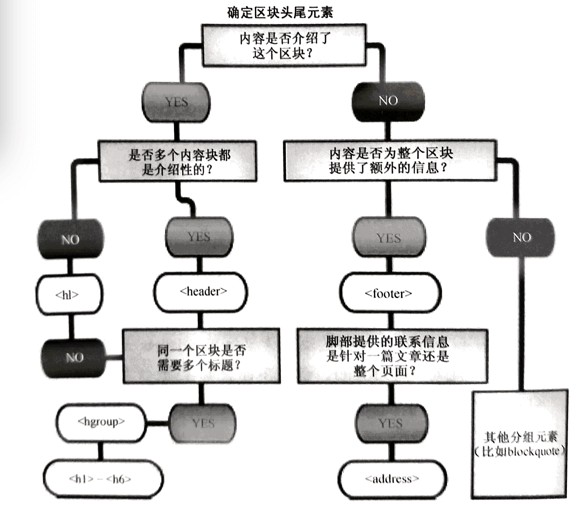 确定区块头尾元素
内容是否介绍了
这个区块?
YES
NO
是否多个内容块都
是介绍性的?
内容是否为整个区块
提供了额外的信息?
NO
YES
YES
NO
<hl>
<header>
<footer>
NO
同一个区块是否
需要多个标题?
脚部提供的联系信息
是针对一篇文章还是
整个页面?
<hgroup>
YES
YES
其他分组元素
(比如blockquote)
<h1> – <h6>
<address>